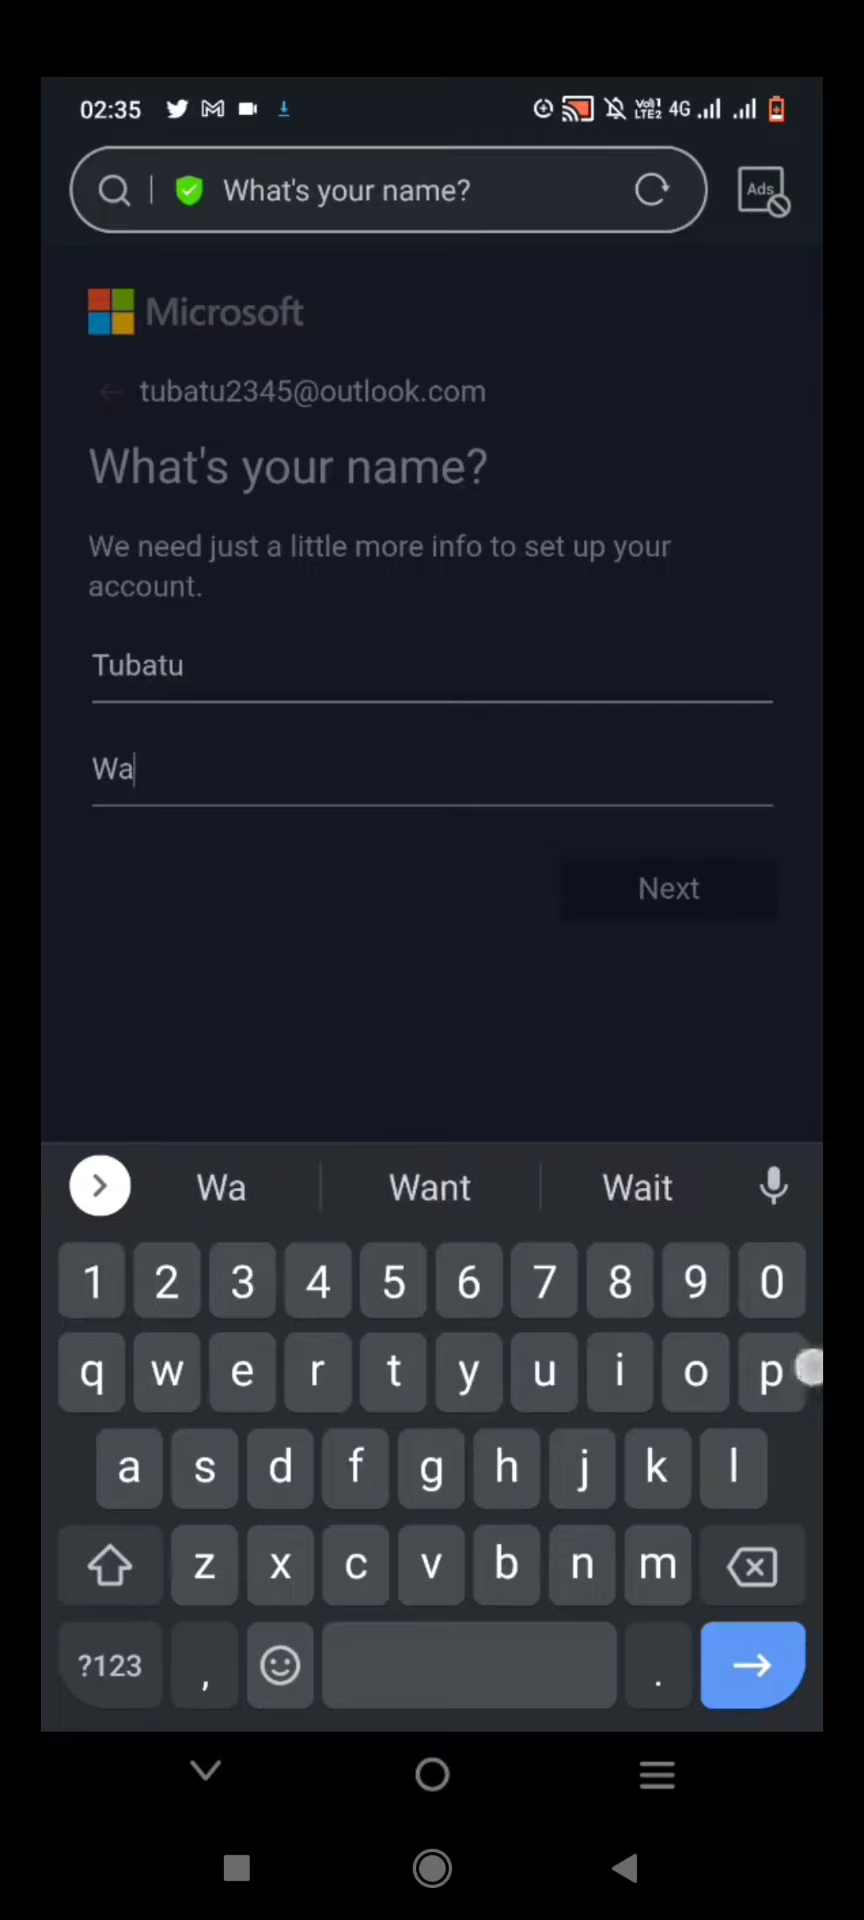 02:35 Vo1) LTE2 4G
What's your name? Ads
Microsoft
← tubatu2345@outlook.com
What's your name?
We need just a little more info to set up your
account.
Tubatu
Wa
Next
Wa Want Wait
1 2 3 4 5 6 7 8 9 0
q w e r t y u i o p
a s d f g h j k l
z x c v b n m
?123 , .